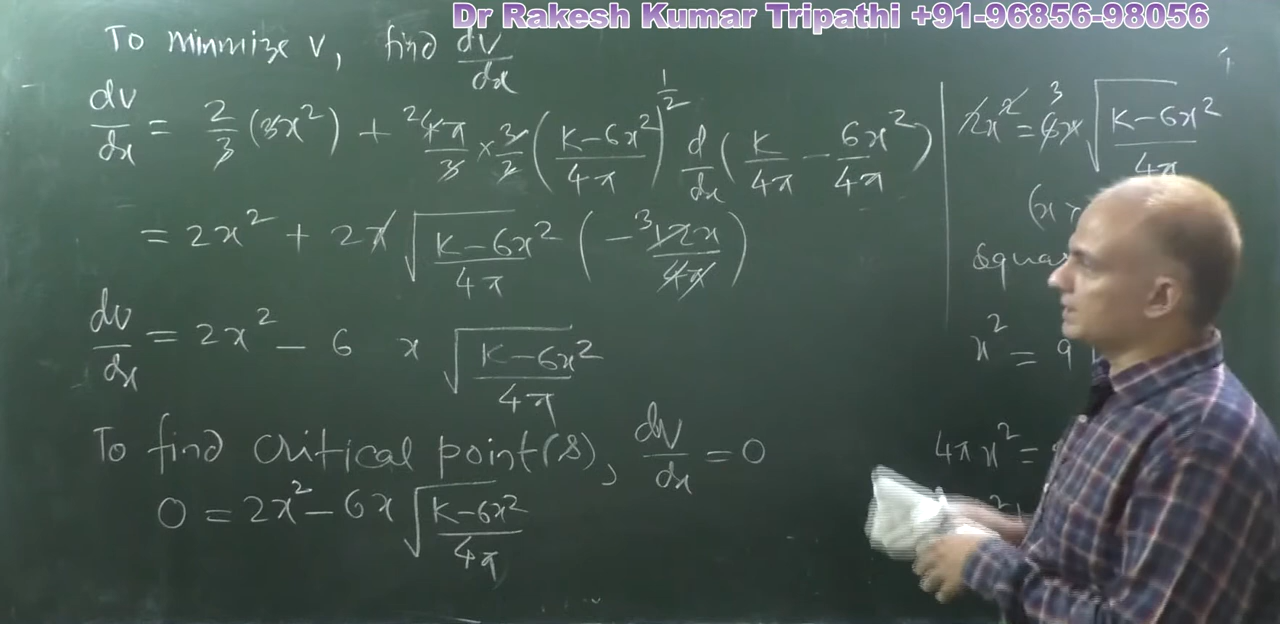 Dr Rakesh Kumar Tripathi +91-96856-98056
To minimize V, find dV/dx
dv/dx = 2/3 (3x²) + 4π/3 × 3/2 ((K-6x²)/4π)^1/2 d/dx (K/4π - 6x²/4π)
= 2x² + 2π √((K-6x²)/4π) (-12x/4π)
dv/dx = 2x² - 6 x √((K-6x²)/4π)
To find critical point(s), dV/dx = 0
0 = 2x² - 6x √((K-6x²)/4π)
2x² = 6x √((K-6x²)/4π)
x² = 9
4πx² =